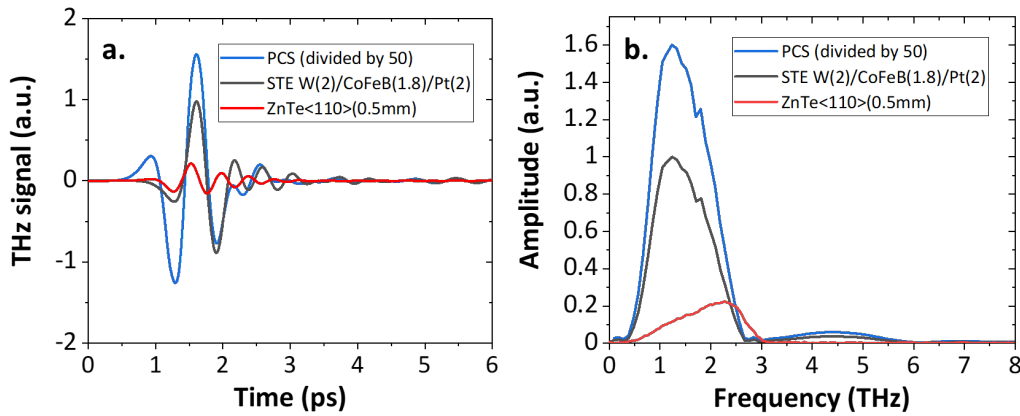 a.
PCS (divided by 50)
STE W(2)/CoFeB(1.8)/Pt(2)
ZnTe<110>(0.5mm)
THz signal (a.u.)
2
1
0
-1
-2
0 1 2 3 4 5 6
Time (ps)
b.
PCS (divided by 50)
STE W(2)/CoFeB(1.8)/Pt(2)
ZnTe<110>(0.5mm)
Amplitude (a.u.)
1.6
1.4
1.2
1
0.8
0.6
0.4
0.2
0
0 1 2 3 4 5 6 7 8
Frequency (THz)